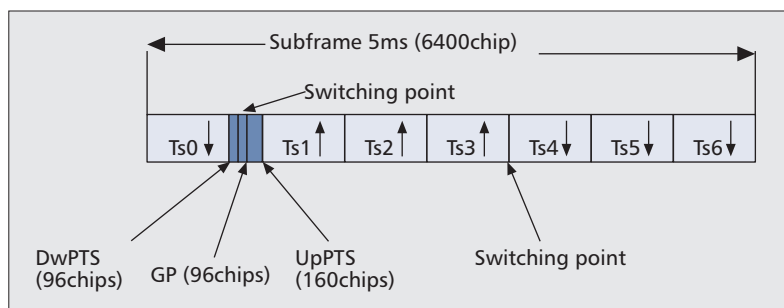 Subframe 5ms (6400chip)
Switching point
Ts0 Ts1 Ts2 Ts3 Ts4 Ts5 Ts6
DwPTS
(96chips)
GP (96chips)
UpPTS
(160chips)
Switching point